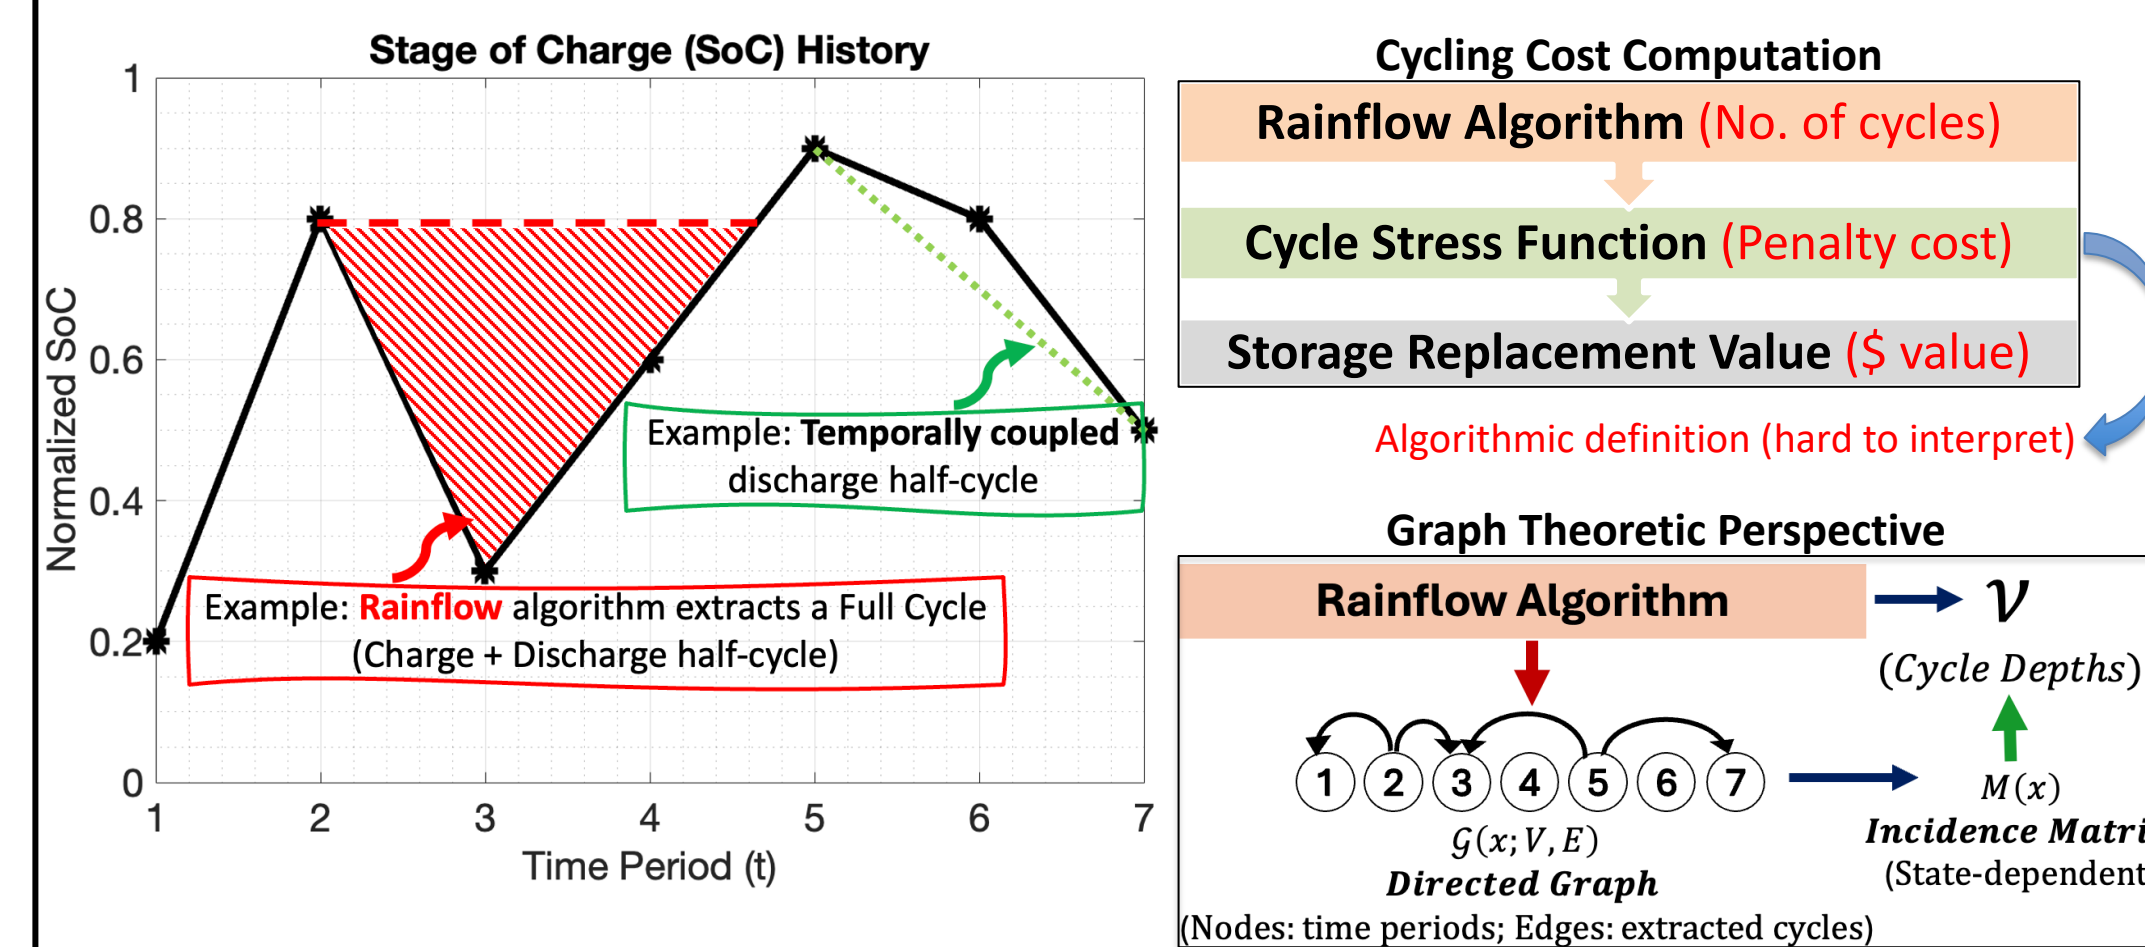 Stage of Charge (SoC) History
1
0.8
0.6
0.4
0.2
0
Normalized SoC
1 2 3 4 5 6 7
Time Period (t)
Example: Temporally coupled
discharge half-cycle
Example: Rainflow algorithm extracts a Full Cycle
(Charge + Discharge half-cycle)
Cycling Cost Computation
Rainflow Algorithm (No. of cycles)
Cycle Stress Function (Penalty cost)
Storage Replacement Value ($ value)
Algorithmic definition (hard to interpret)
Graph Theoretic Perspective
Rainflow Algorithm
𝒱
(Cycle Depths)
1 2 3 4 5 6 7
M(x)
𝒢(x; V, E)
Incidence Matri
Directed Graph
(State-dependent
(Nodes: time periods; Edges: extracted cycles)